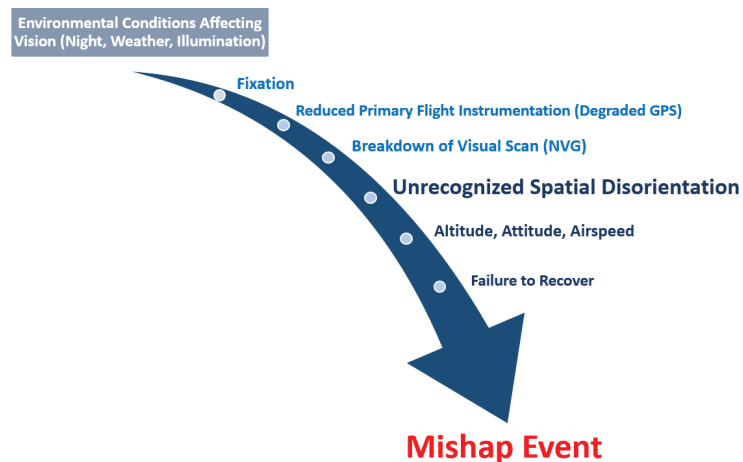 Environmental Conditions Affecting
Vision (Night, Weather, Illumination)
Fixation
Reduced Primary Flight Instrumentation (Degraded GPS)
Breakdown of Visual Scan (NVG)
Unrecognized Spatial Disorientation
Altitude, Attitude, Airspeed
Failure to Recover
Mishap Event